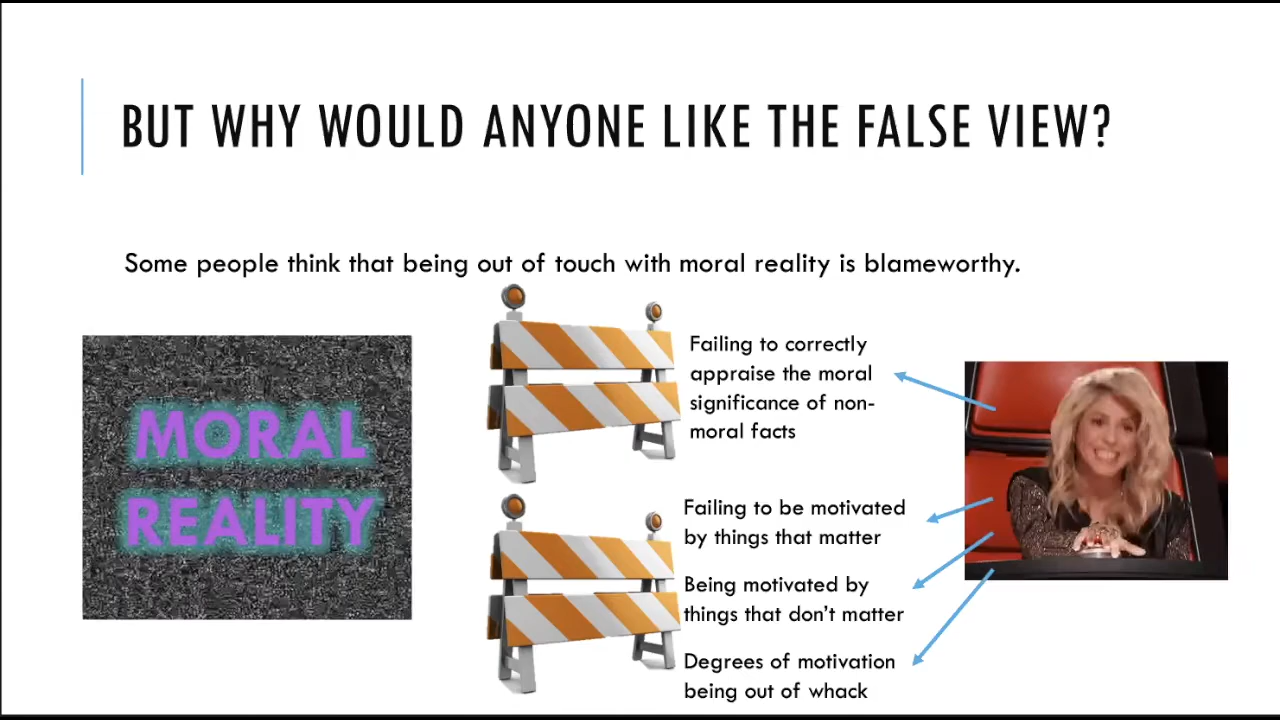 BUT WHY WOULD ANYONE LIKE THE FALSE VIEW?
Some people think that being out of touch with moral reality is blameworthy.
MORAL
REALITY
Failing to correctly
appraise the moral
significance of non-
moral facts
Failing to be motivated
by things that matter
Being motivated by
things that don't matter
Degrees of motivation
being out of whack